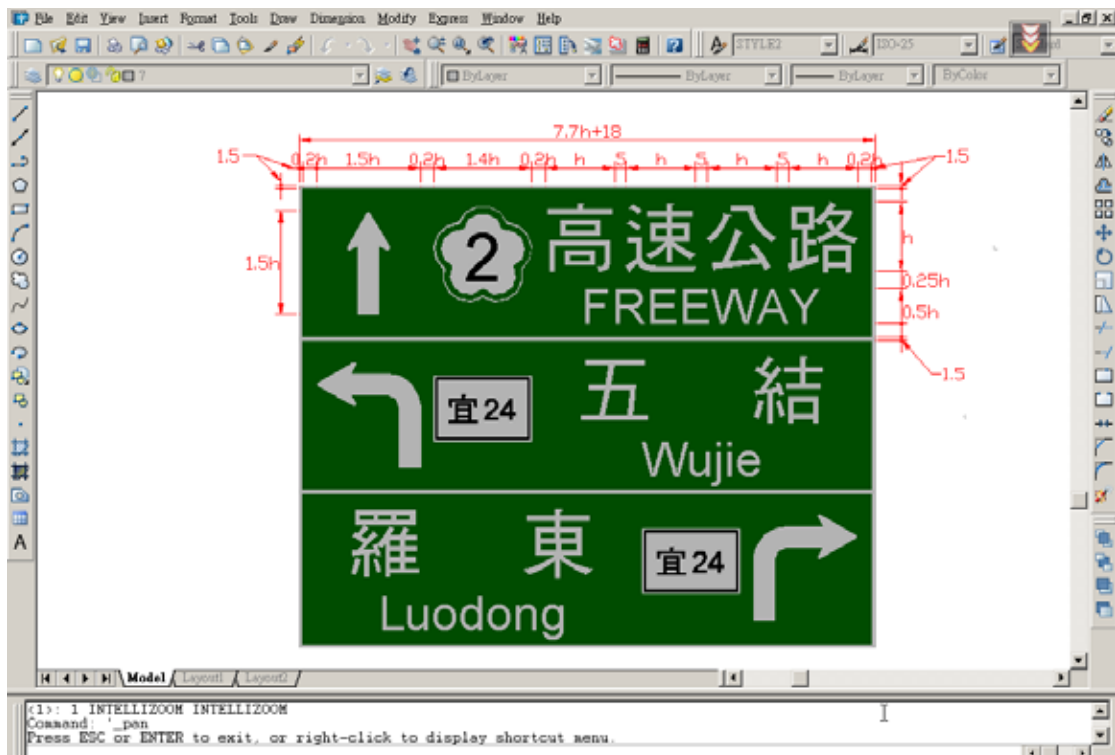 File Edit View Insert Format Tools Draw Dimension Modify Express Window Help
STYLE2 ISO-25
7 ByLayer ByLayer ByLayer ByColor
7.7h+18
1.5 0.2h 1.5h 0.2h 1.4h 0.2h h 5 h 5 h 5 h 0.2h 1.5
2 高速公路
FREEWAY
1.5h
h
0.25h
0.5h
1.5
宜24 五結
Wujie
羅東 宜24
Luodong
A
Model Layout1 Layout2
<1>: 1 INTELLIZOOM INTELLIZOOM
Command: '_pan
Press ESC or ENTER to exit, or right-click to display shortcut menu.